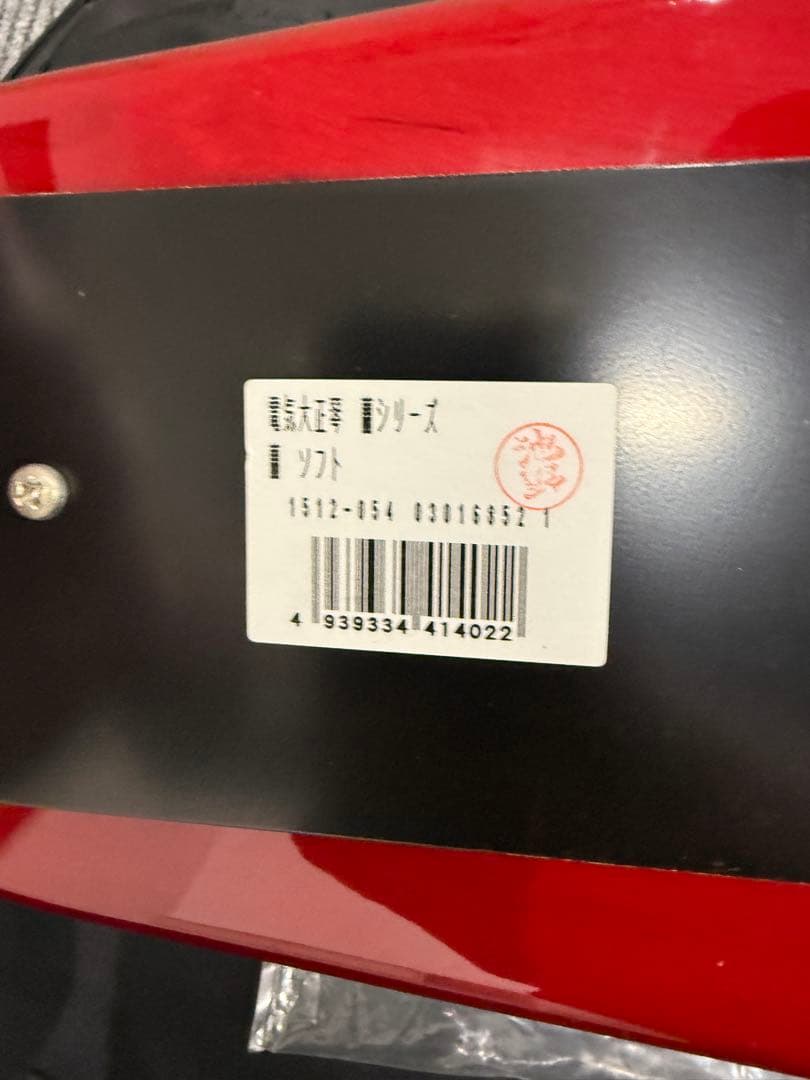 電気大正琴 シリーズ
ソフト
1512-054 03016852 1
4 939334 414022